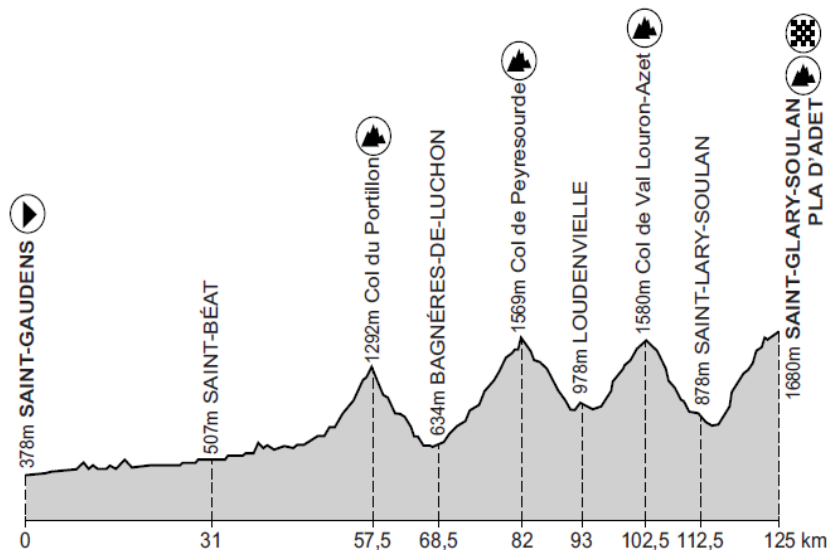 378m SAINT-GAUDENS
507m SAINT-BÉAT
1292m Col du Portillon
634m BAGNÉRES-DE-LUCHON
1569m Col de Peyresourde
978m LOUDENVIELLE
1580m Col de Val Louron-Azet
878m SAINT-LARY-SOULAN
1680m SAINT-GLARY-SOULAN
PLA D'ADET
0 31 57,5 68,5 82 93 102,5 112,5 125 km